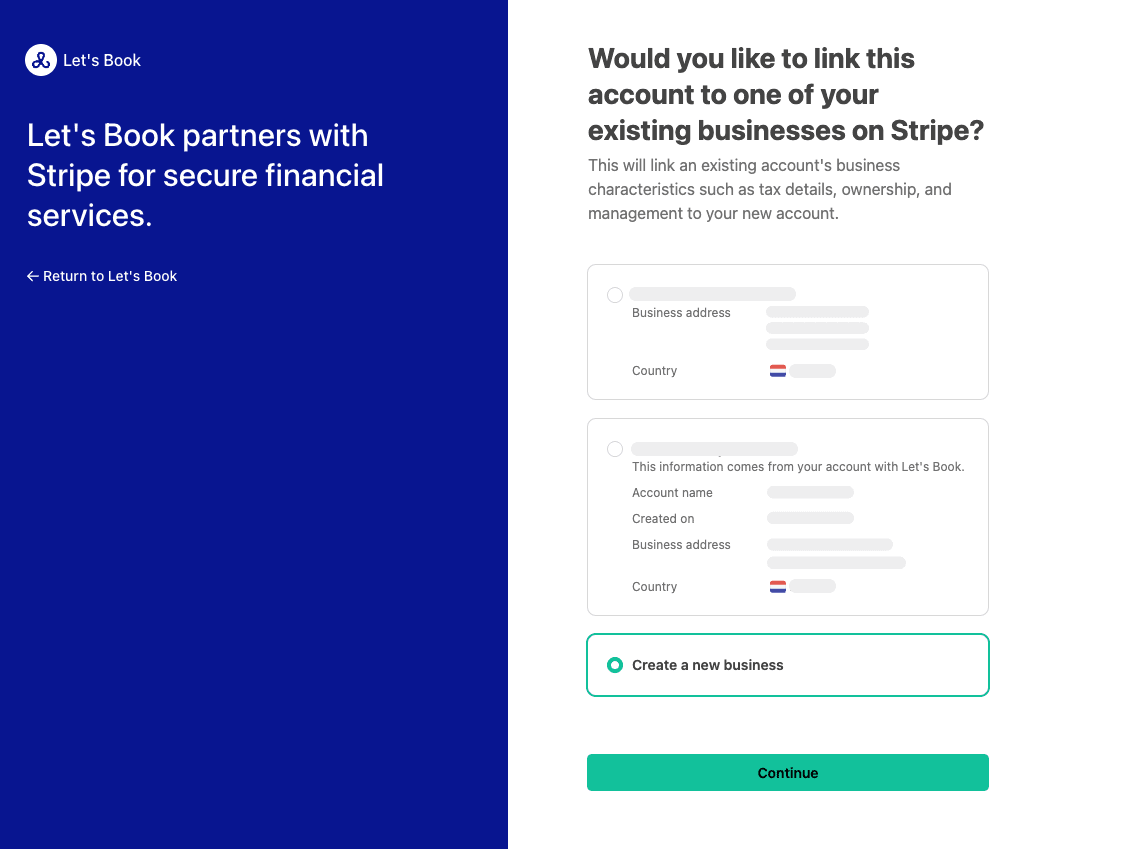 Let's Book
Let's Book partners with
Stripe for secure financial
services.
← Return to Let's Book
Would you like to link this
account to one of your
existing businesses on Stripe?
This will link an existing account's business
characteristics such as tax details, ownership, and
management to your new account.
Business address
Country
This information comes from your account with Let's Book.
Account name
Created on
Business address
Country
Create a new business
Continue